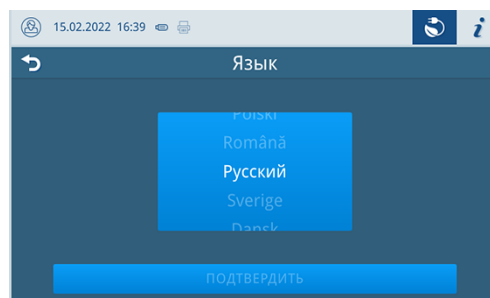 15.02.2022 16:39
i
Язык
Polski
Română
Русский
Sverige
Dansk
ПОДТВЕРДИТЬ